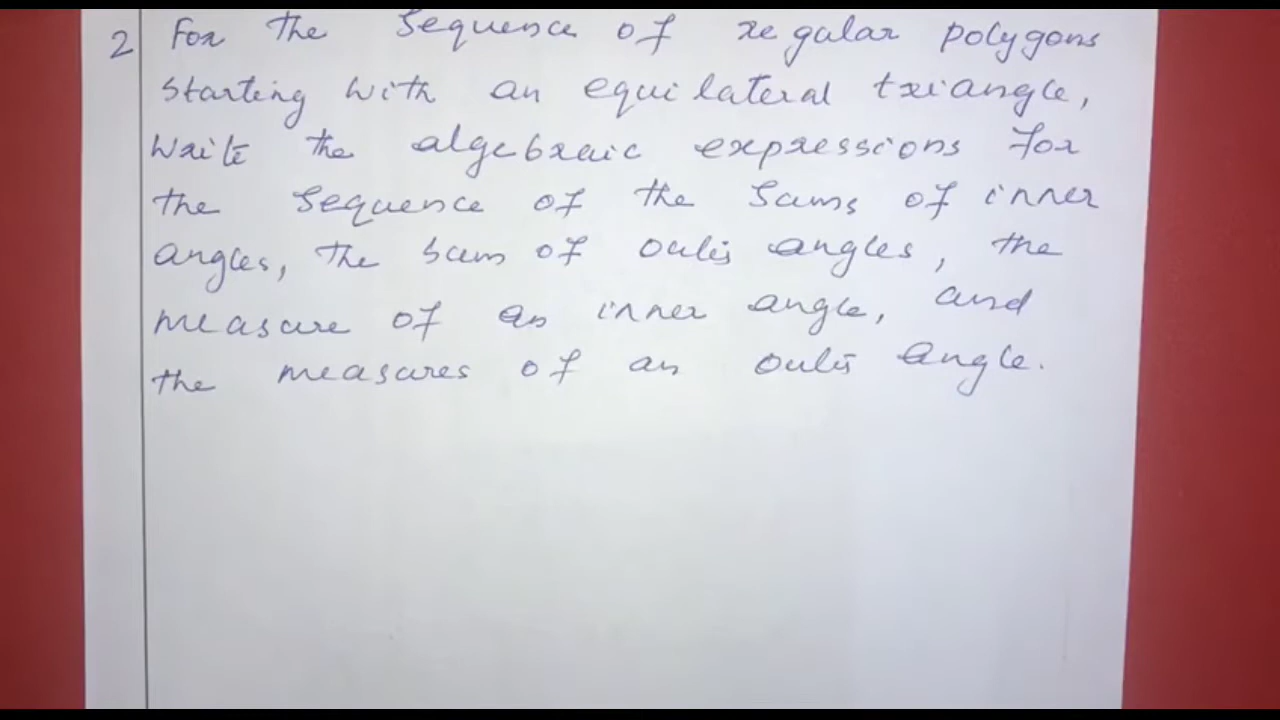 2 For the sequence of regular polygons
starting with an equilateral triangle,
write the algebraic expressions for
the sequence of the sums of inner
angles, the sum of outer angles, the
measure of an inner angle, and
the measures of an outer angle.